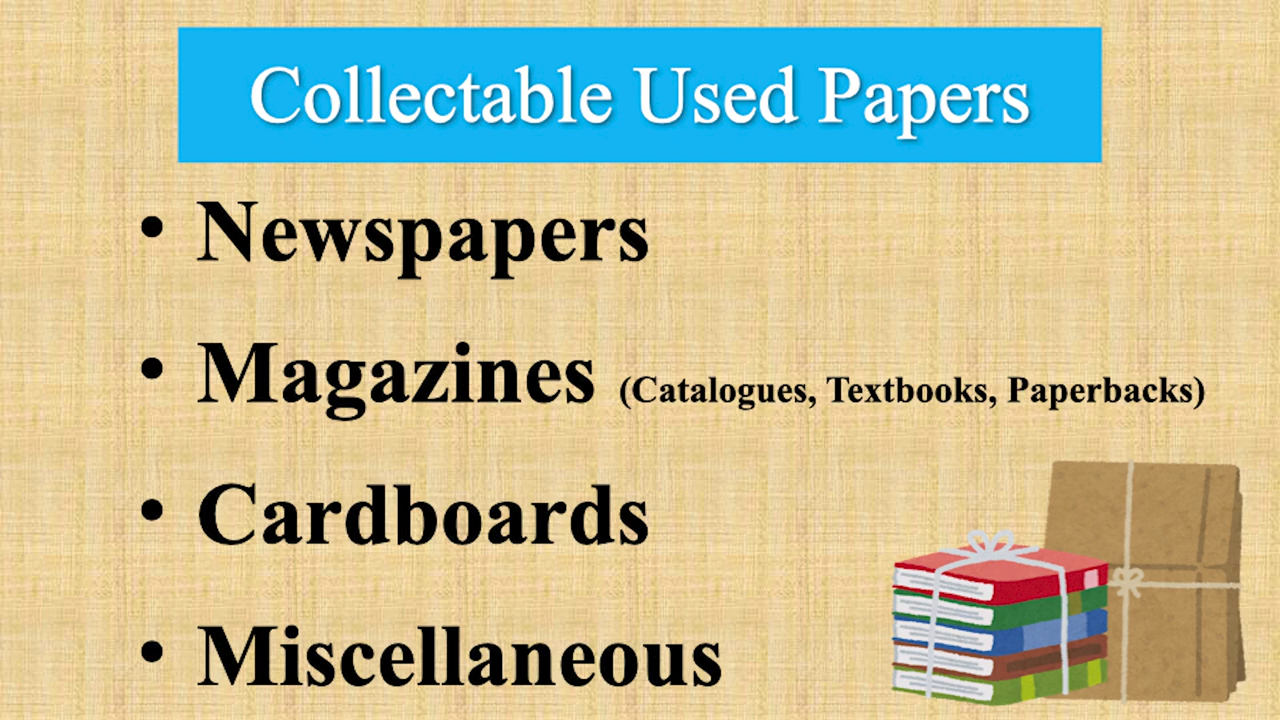 Collectable Used Papers
• Newspapers
• Magazines (Catalogues, Textbooks, Paperbacks)
• Cardboards
• Miscellaneous